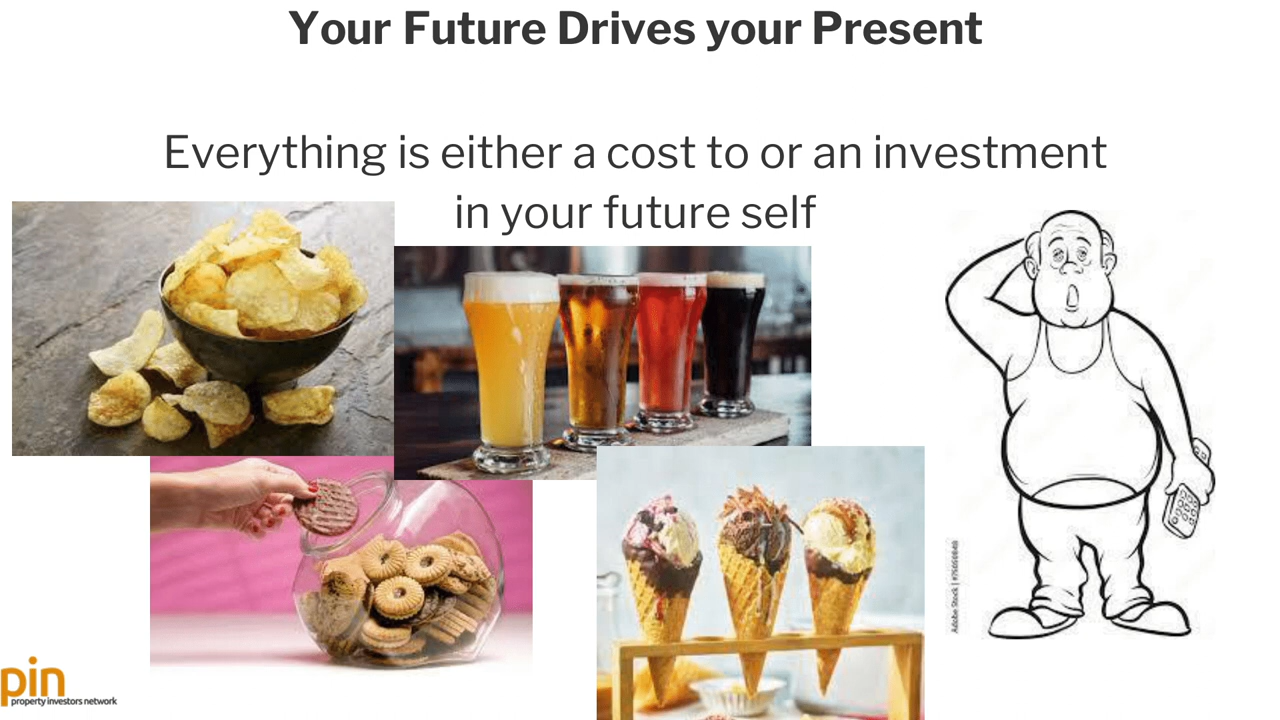 Your Future Drives your Present
Everything is either a cost to or an investment
in your future self
pin
property investors network